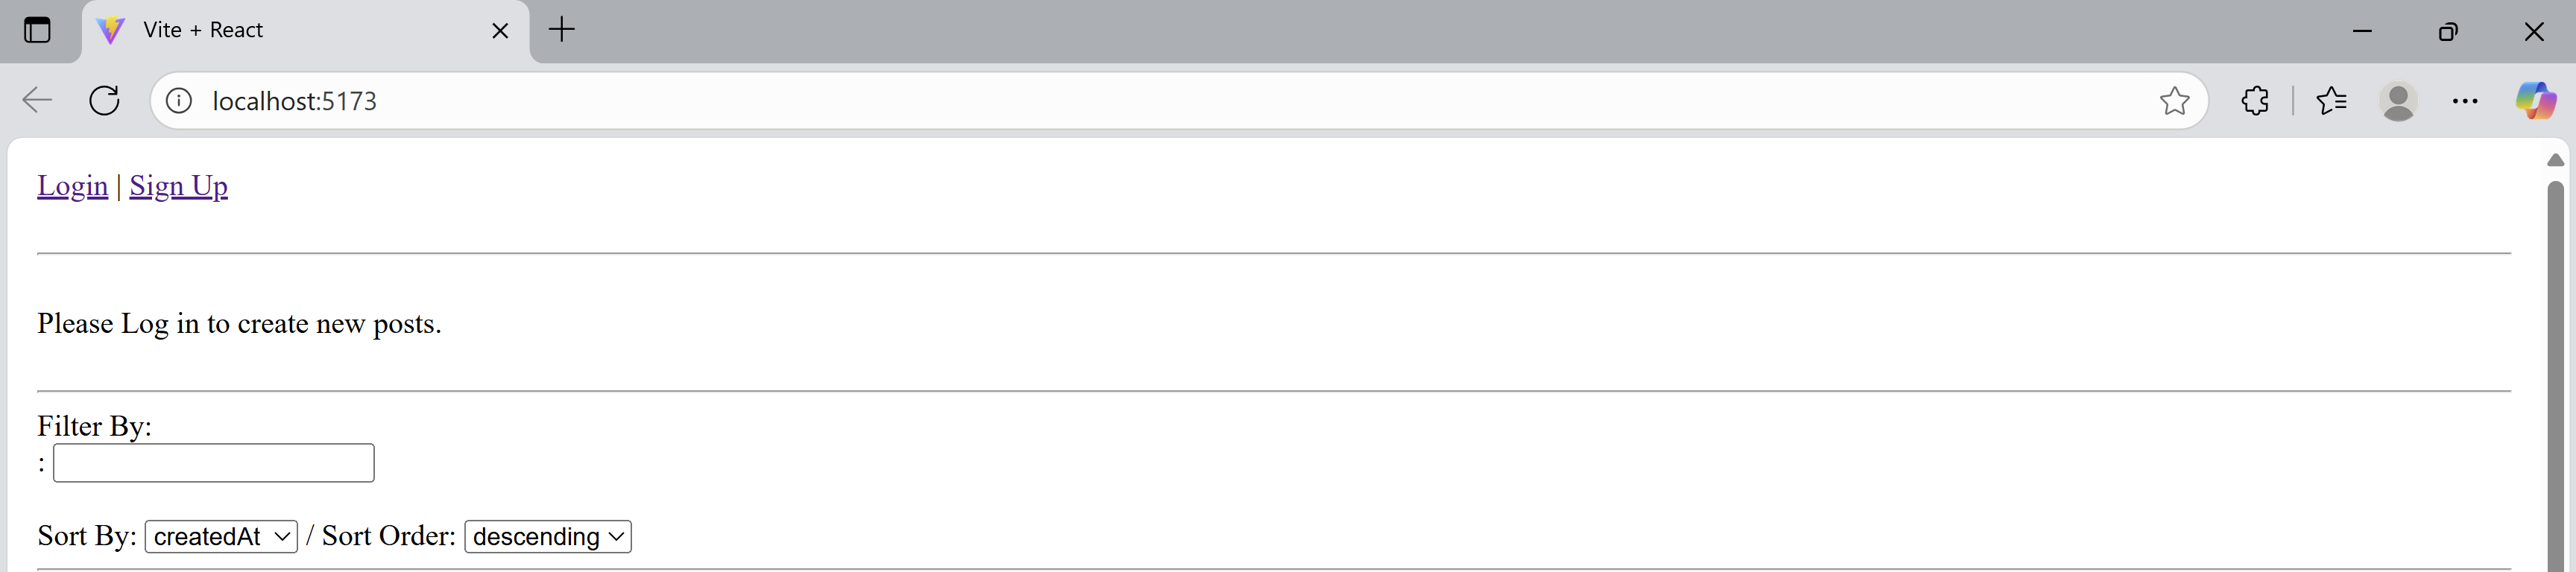 Vite + React
localhost:5173
Login | Sign Up
Please Log in to create new posts.
Filter By:
:
Sort By: createdAt / Sort Order: descending